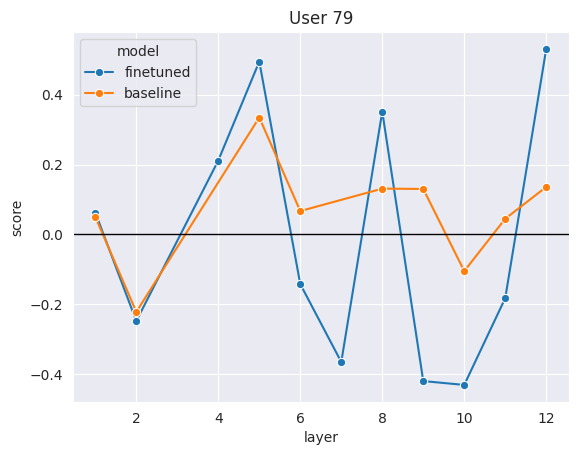 User 79
model
finetuned
baseline
score
0.4
0.2
0.0
−0.2
−0.4
2 4 6 8 10 12
layer